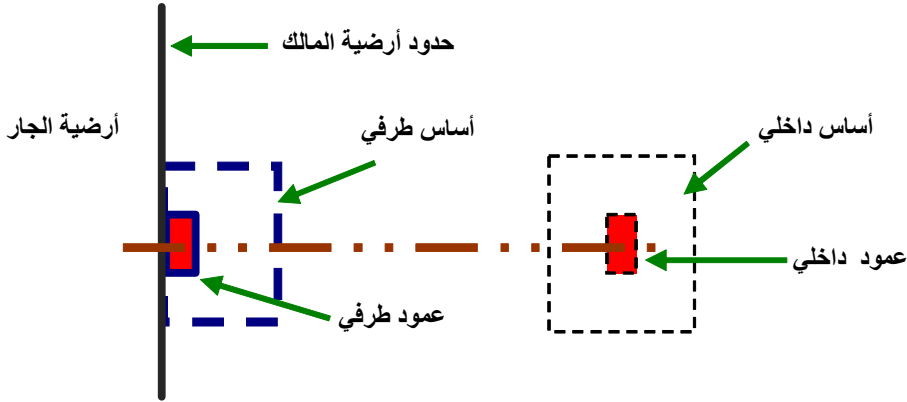 حدود أرضية المالك
أرضية الجار
أساس طرفي
أساس داخلي
عمود داخلي
عمود طرفي